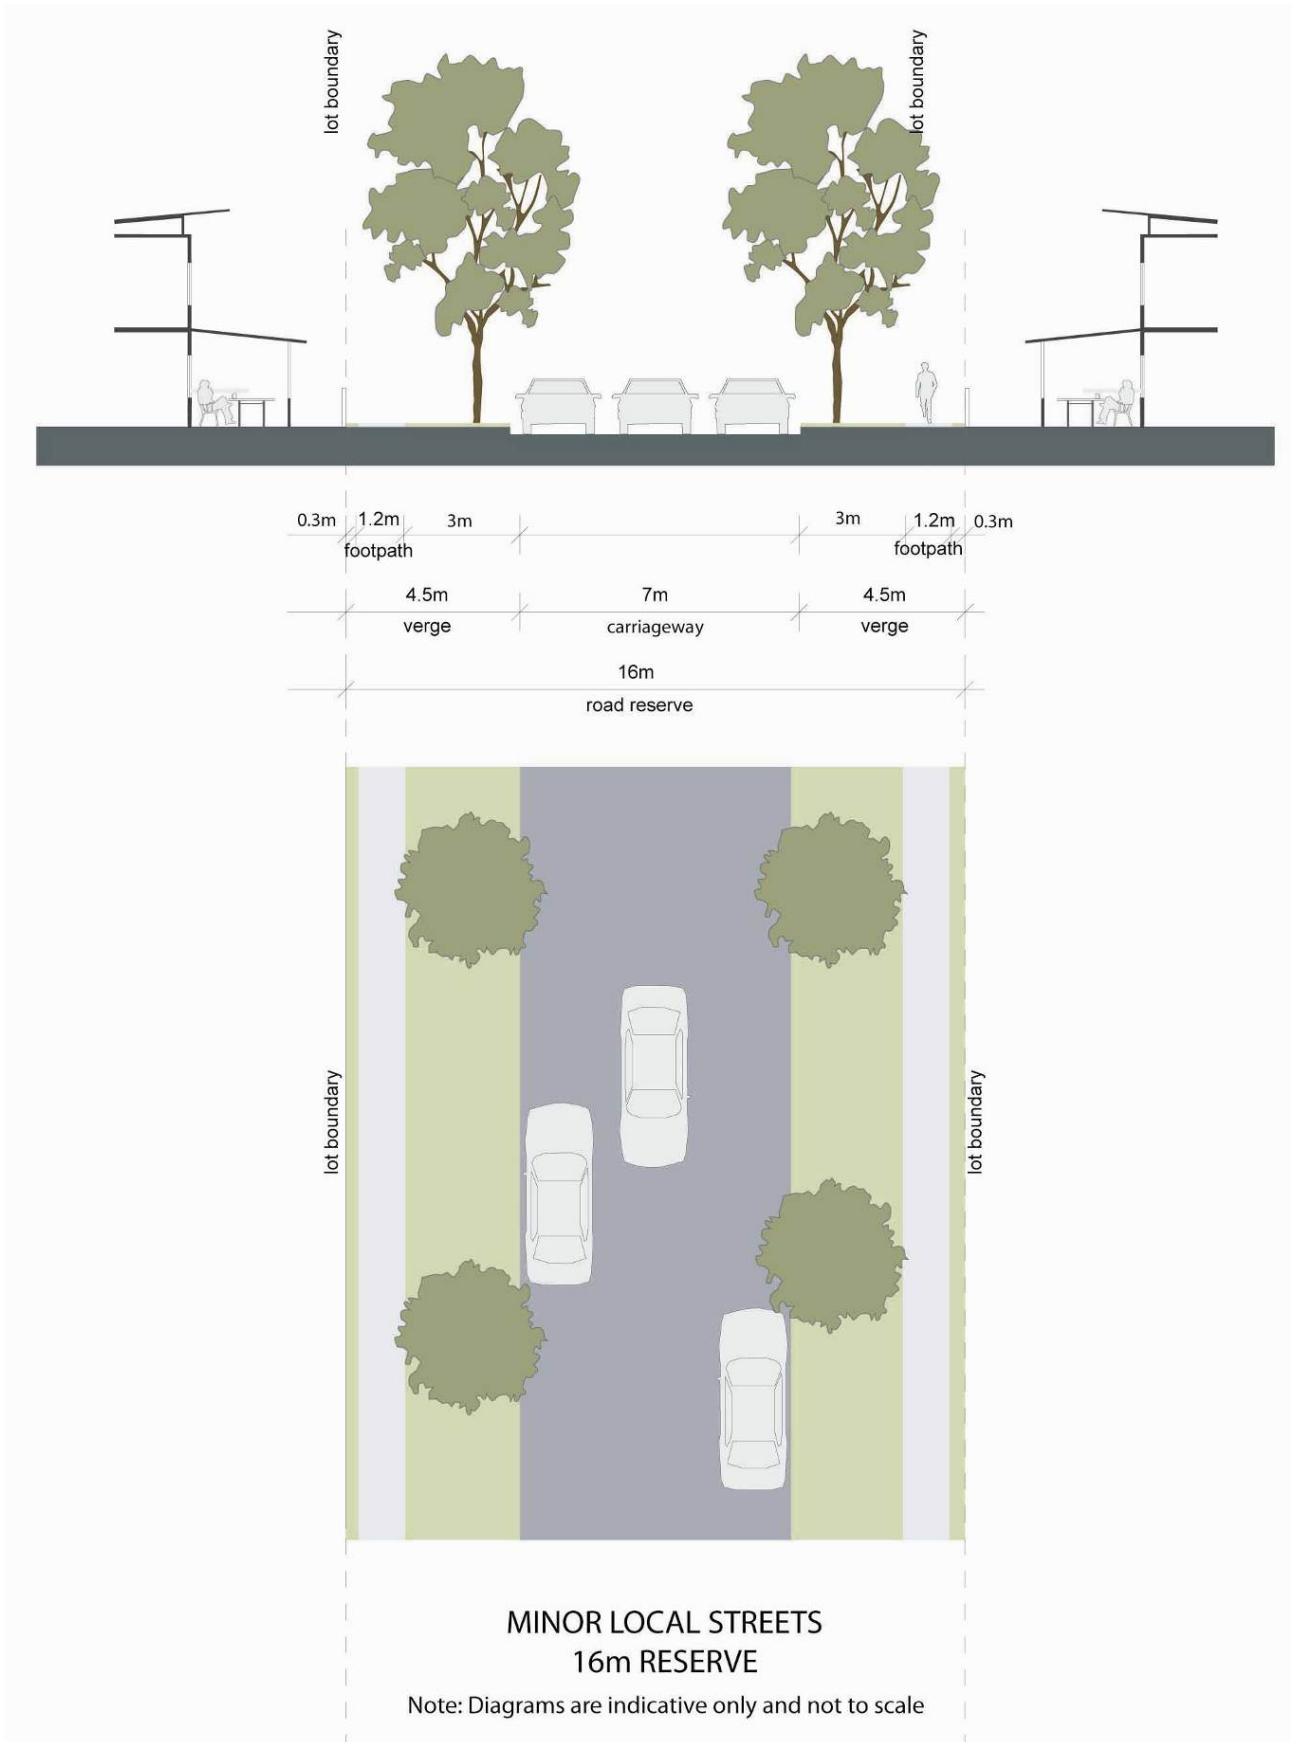 lot boundary
lot boundary
0.3m 1.2m 3m 3m 1.2m 0.3m
footpath footpath
4.5m 7m 4.5m
verge carriageway verge
16m
road reserve
lot boundary
lot boundary
MINOR LOCAL STREETS
16m RESERVE
Note: Diagrams are indicative only and not to scale